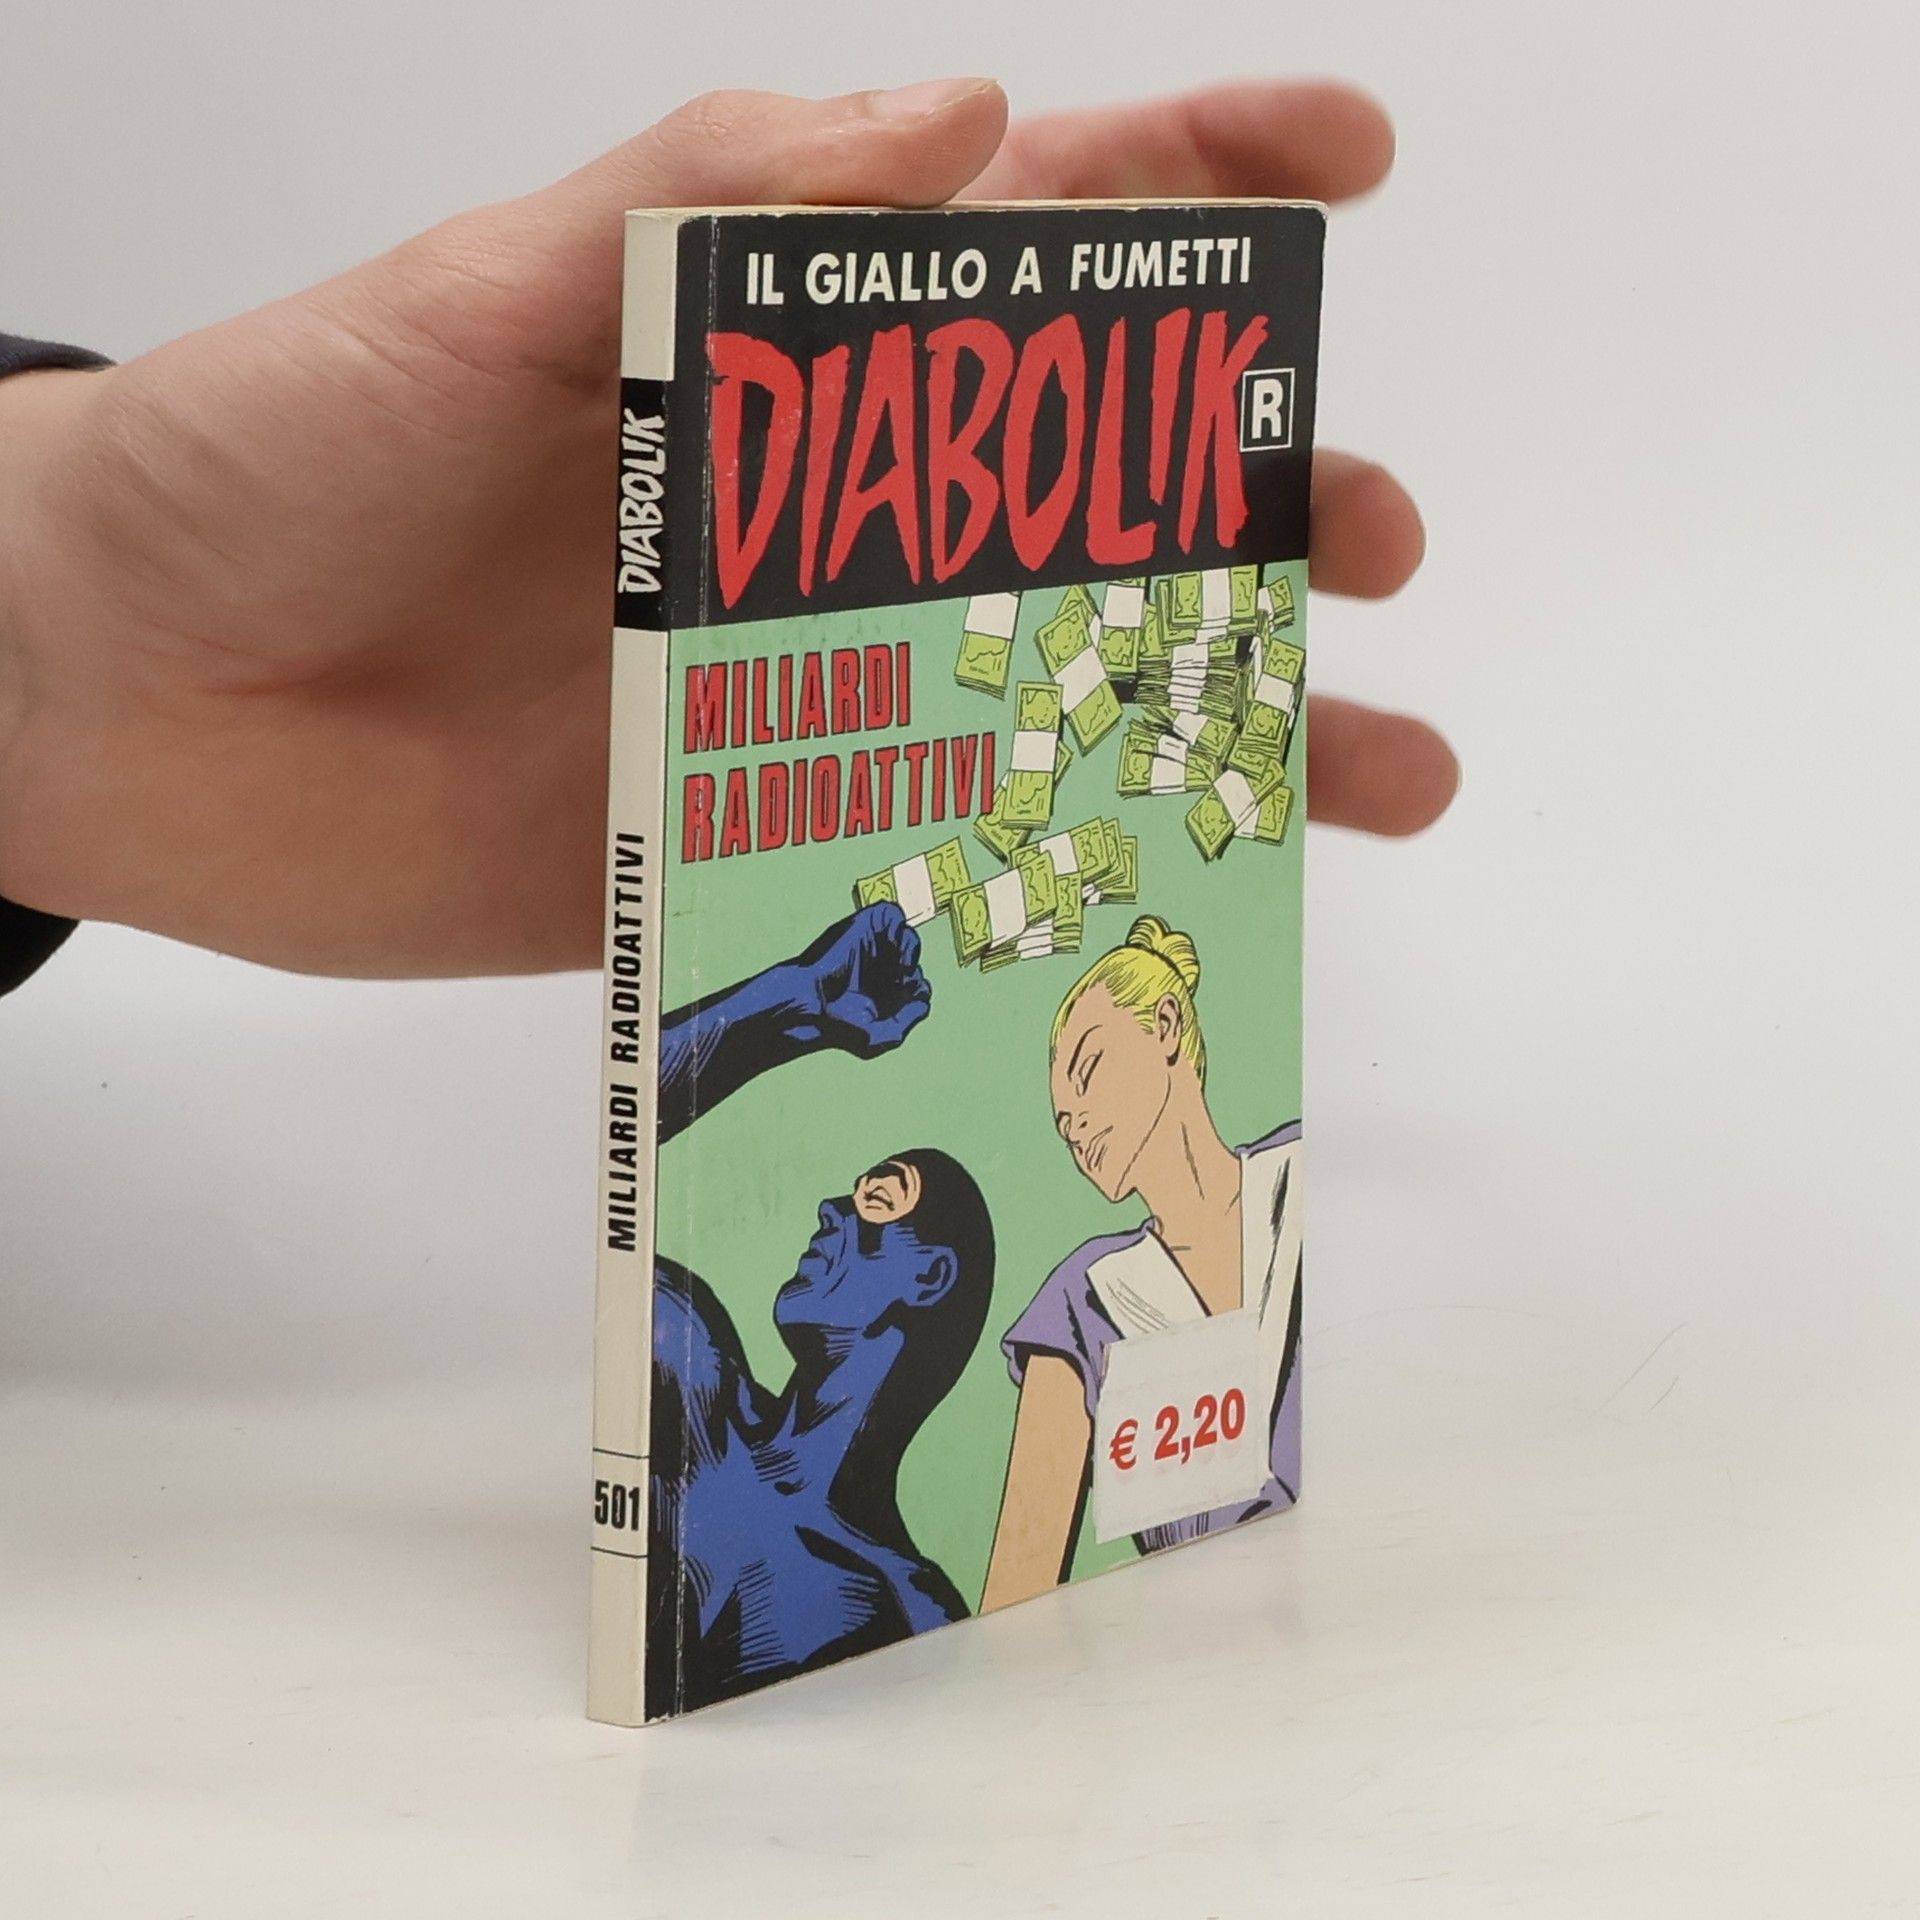 IL GIALLO A FUMETTI
DIABOLIK
R
MILIARDI
RADIOATTIVI
€ 2,20
DIABOLIK
MILIARDI RADIOATTIVI
501